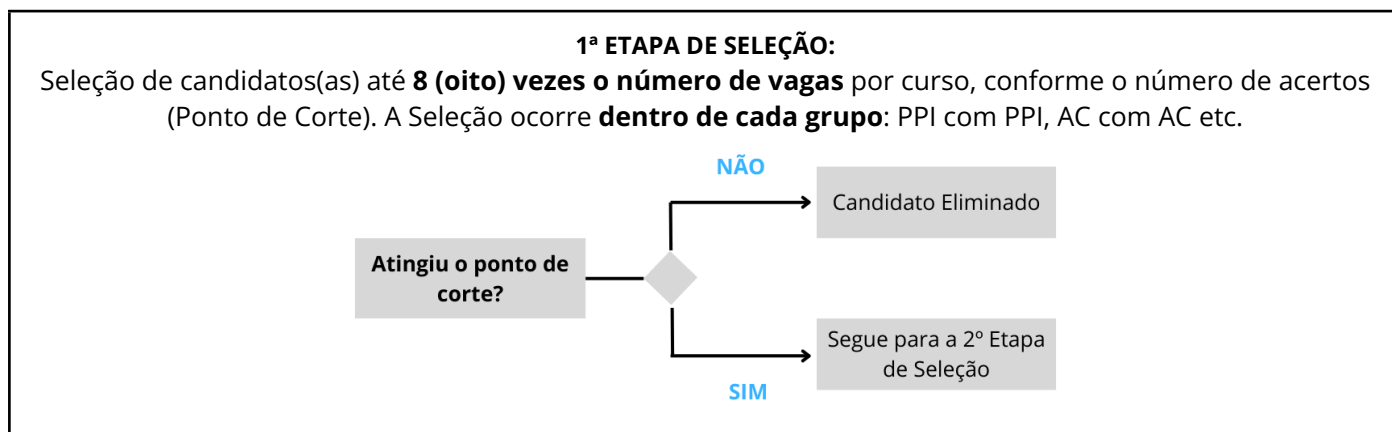 1ª ETAPA DE SELEÇÃO:
Seleção de candidatos(as) até 8 (oito) vezes o número de vagas por curso, conforme o número de acertos
(Ponto de Corte). A Seleção ocorre dentro de cada grupo: PPI com PPI, AC com AC etc.
NÃO
Candidato Eliminado
Atingiu o ponto de
corte?
Segue para a 2º Etapa
de Seleção
SIM